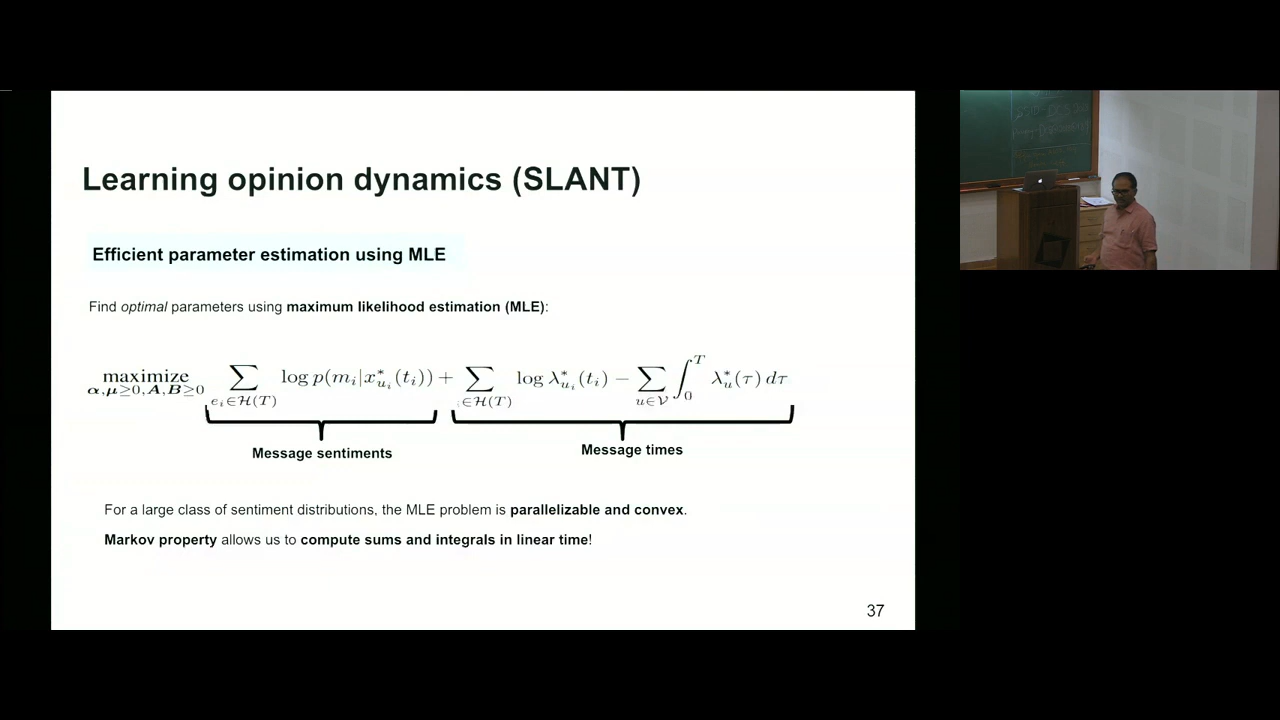 Learning opinion dynamics (SLANT)
Efficient parameter estimation using MLE
Find optimal parameters using maximum likelihood estimation (MLE):
maximize_{α,μ≥0,A,B≥0} ∑_{e_i∈H(T)} log p(m_i|x*_{u_i}(t_i)) + ∑_{:∈H(T)} log λ*_{u_i}(t_i) − ∑_{u∈V} ∫_0^T λ*_u(τ) dτ
Message sentiments
Message times
For a large class of sentiment distributions, the MLE problem is parallelizable and convex.
Markov property allows us to compute sums and integrals in linear time!
37